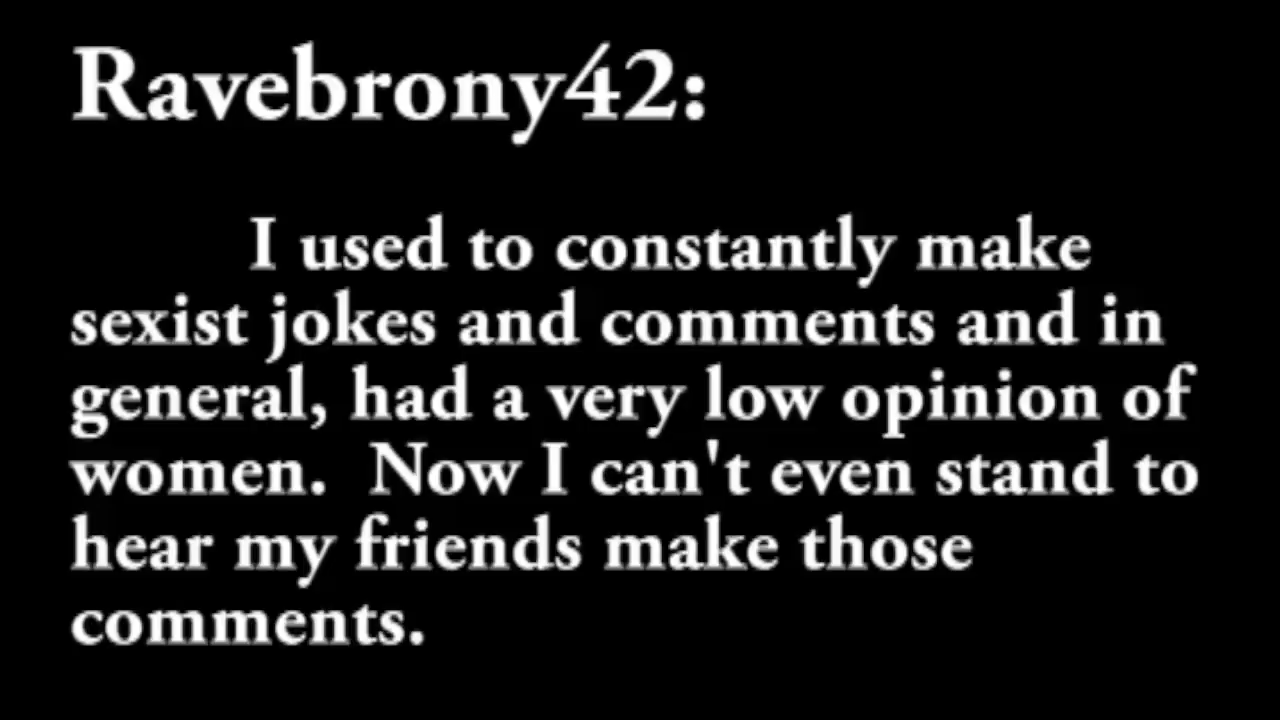 Ravebrony42:
I used to constantly make
sexist jokes and comments and in
general, had a very low opinion of
women.  Now I can't even stand to
hear my friends make those
comments.